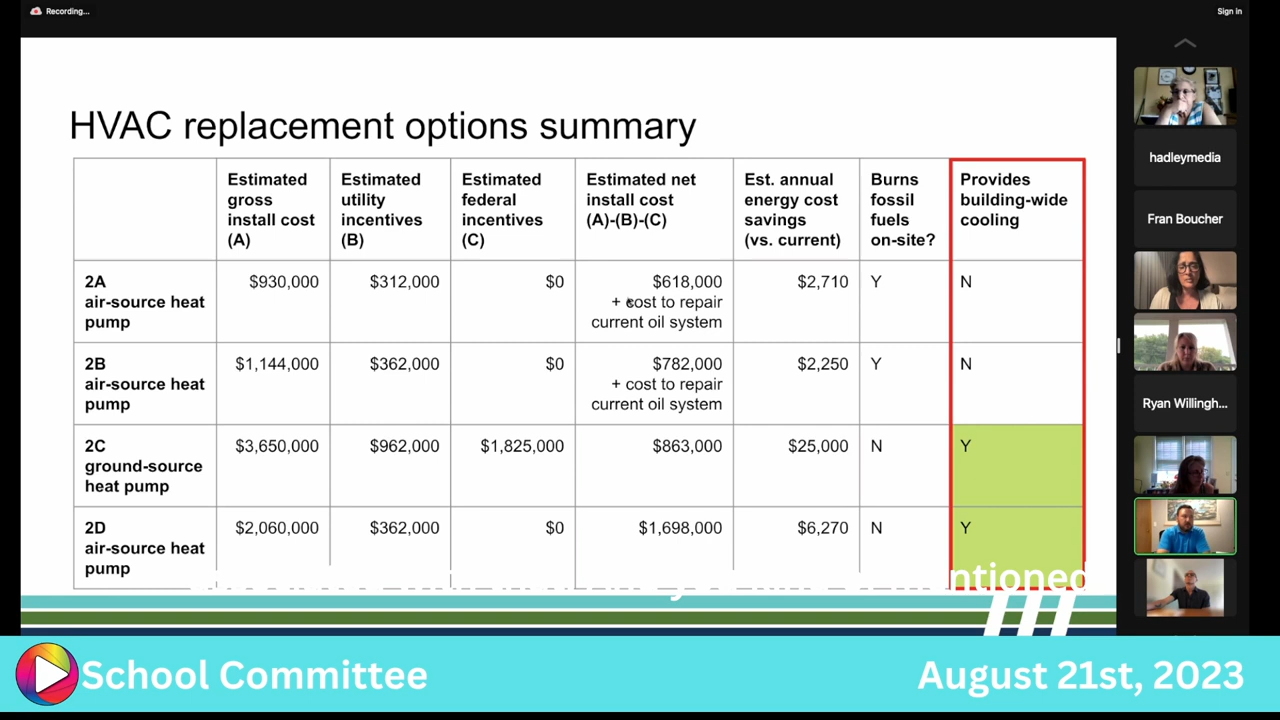 Recording...
Sign in
HVAC replacement options summary
Estimated gross install cost (A)
Estimated utility incentives (B)
Estimated federal incentives (C)
Estimated net install cost (A)-(B)-(C)
Est. annual energy cost savings (vs. current)
Burns fossil fuels on-site?
Provides building-wide cooling
2A air-source heat pump
$930,000
$312,000
$0
$618,000 + cost to repair current oil system
$2,710
Y
N
2B air-source heat pump
$1,144,000
$362,000
$0
$782,000 + cost to repair current oil system
$2,250
Y
N
2C ground-source heat pump
$3,650,000
$962,000
$1,825,000
$863,000
$25,000
N
Y
2D air-source heat pump
$2,060,000
$362,000
$0
$1,698,000
$6,270
N
Y
hadleymedia
Fran Boucher
Ryan Willingh...
School Committee
August 21st, 2023